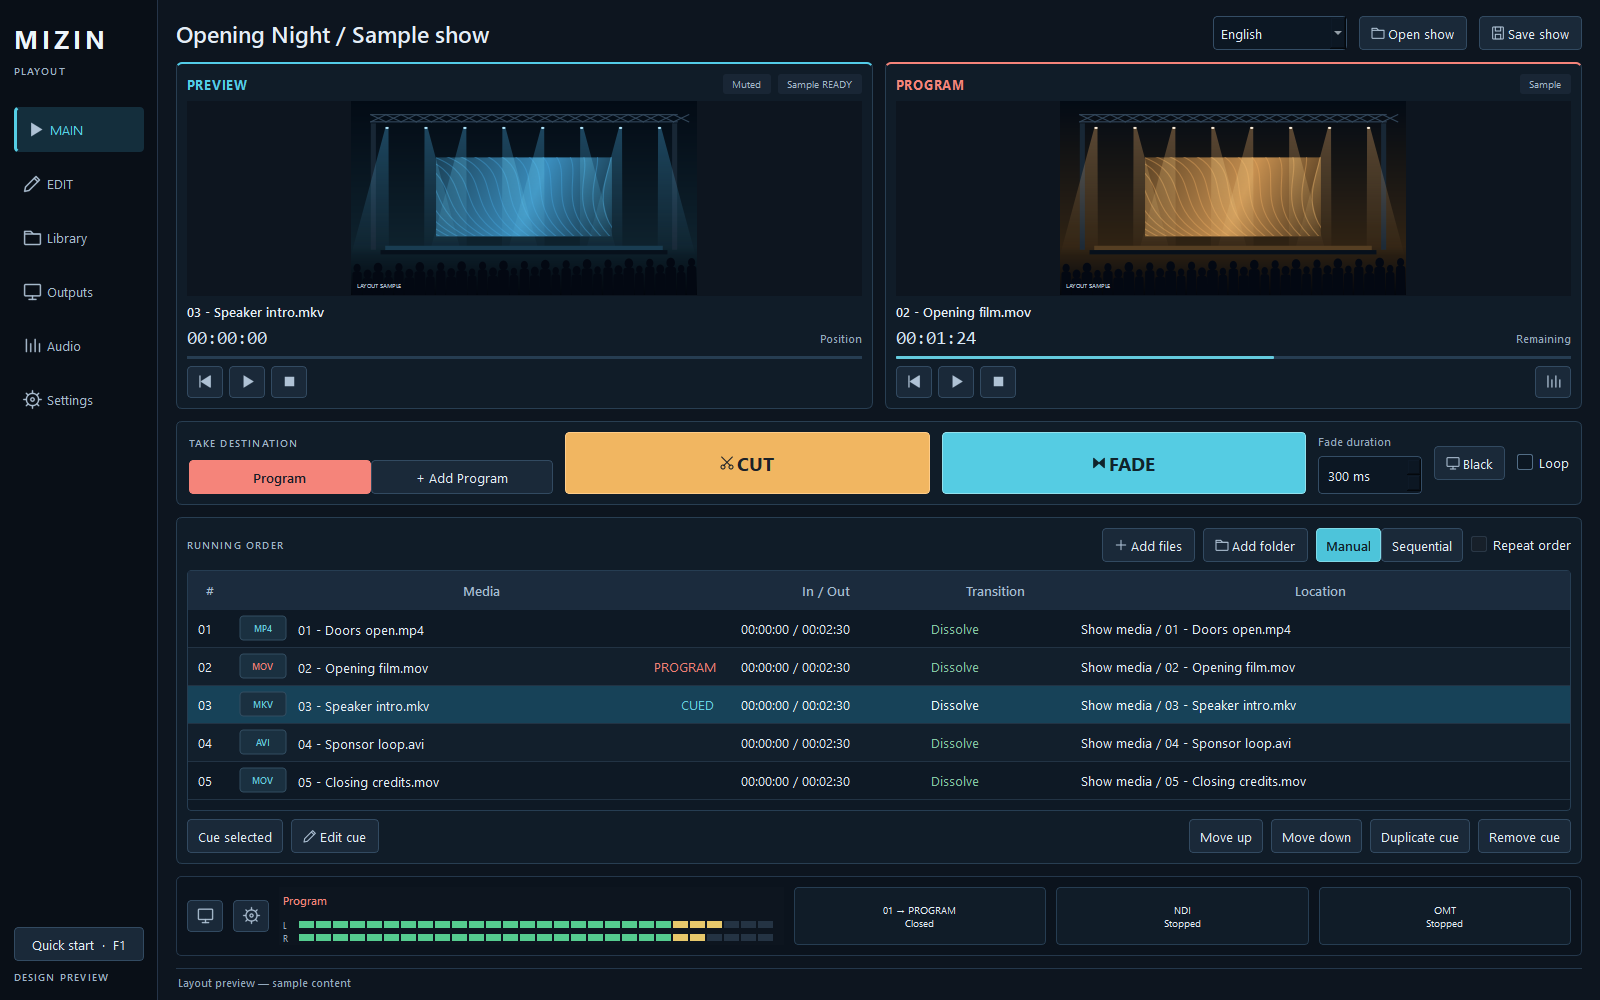 MIZIN
PLAYOUT
MAIN
EDIT
Library
Outputs
Audio
Settings
Quick start · F1
DESIGN PREVIEW
Opening Night / Sample show
English
Open show
Save show
PREVIEW
Muted
Sample READY
LAYOUT SAMPLE
03 - Speaker intro.mkv
00:00:00
Position
PROGRAM
Sample
LAYOUT SAMPLE
02 - Opening film.mov
00:01:24
Remaining
TAKE DESTINATION
Program
+ Add Program
CUT
FADE
Fade duration
300 ms
Black
Loop
RUNNING ORDER
Add files
Add folder
Manual
Sequential
Repeat order
# Media In / Out Transition Location
01 MP4 01 - Doors open.mp4 00:00:00 / 00:02:30 Dissolve Show media / 01 - Doors open.mp4
02 MOV 02 - Opening film.mov PROGRAM 00:00:00 / 00:02:30 Dissolve Show media / 02 - Opening film.mov
03 MKV 03 - Speaker intro.mkv CUED 00:00:00 / 00:02:30 Dissolve Show media / 03 - Speaker intro.mkv
04 AVI 04 - Sponsor loop.avi 00:00:00 / 00:02:30 Dissolve Show media / 04 - Sponsor loop.avi
05 MOV 05 - Closing credits.mov 00:00:00 / 00:02:30 Dissolve Show media / 05 - Closing credits.mov
Cue selected
Edit cue
Move up
Move down
Duplicate cue
Remove cue
Program
L
R
01 → PROGRAM
Closed
NDI
Stopped
OMT
Stopped
Layout preview — sample content